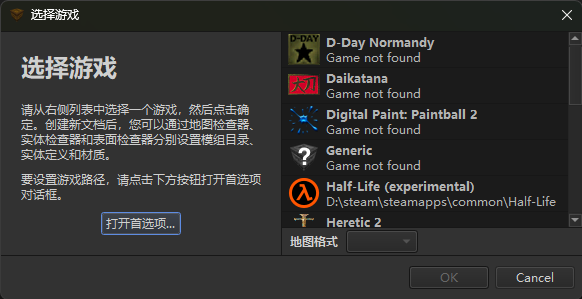 选择游戏
选择游戏
请从右侧列表中选择一个游戏，然后点击确
定。创建新文档后，您可以通过地图检查器、
实体检查器和表面检查器分别设置模组目录、
实体定义和材质。
要设置游戏路径，请点击下方按钮打开首选项
对话框。
打开首选项...
D-DAY
D-Day Normandy
Game not found
大刀
Daikatana
Game not found
Digital Paint: Paintball 2
Game not found
?
Generic
Game not found
λ
Half-Life (experimental)
D:\steam\steamapps\common\Half-Life
Heretic 2
地图格式
OK
Cancel